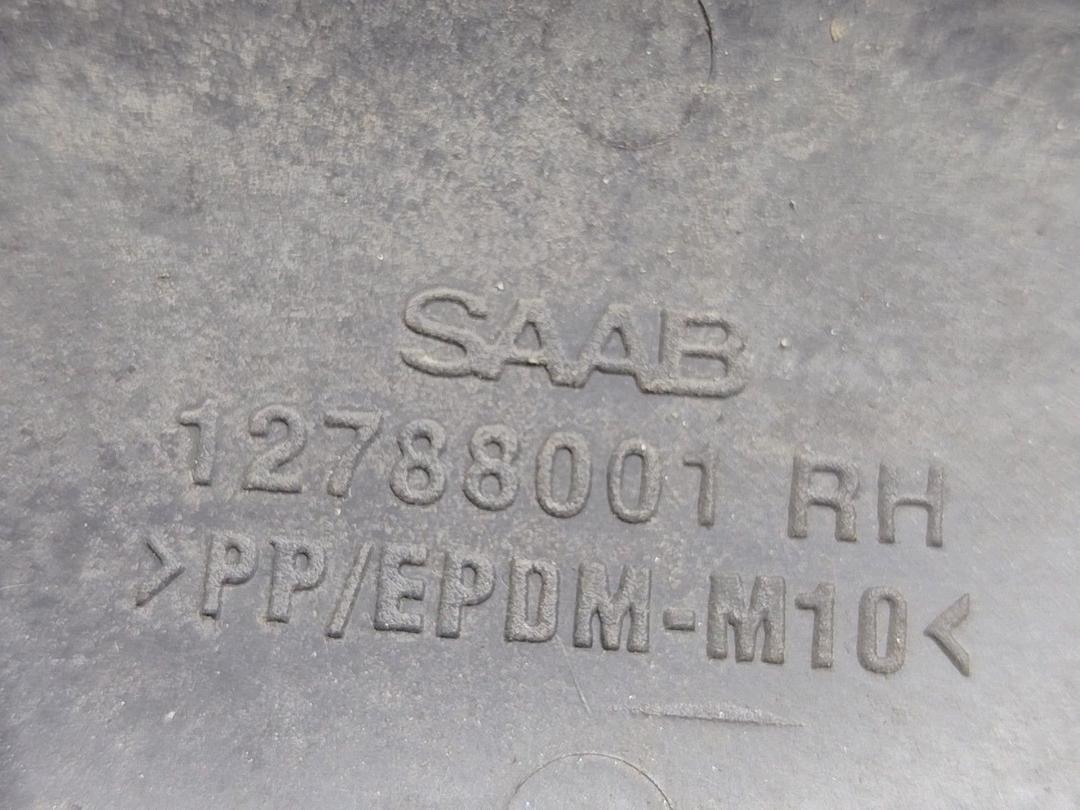 SAAB
12788001 RH
>PP/EPDM-M10<